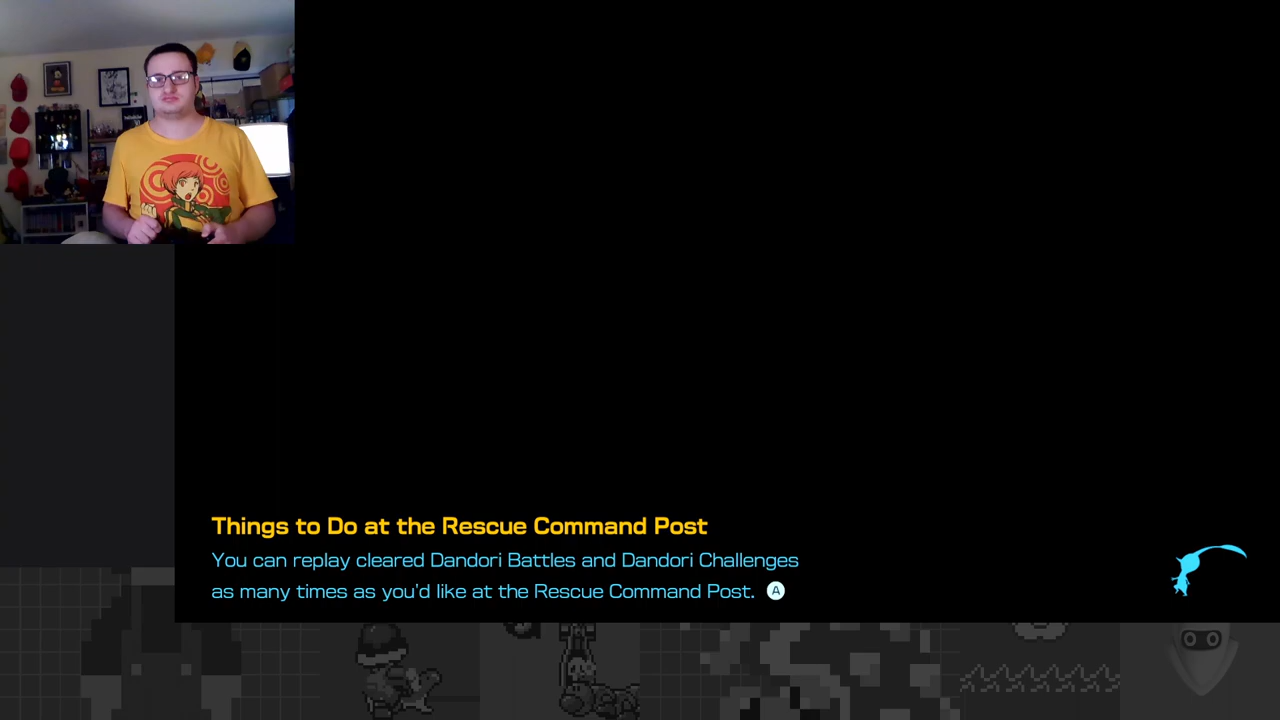 Things to Do at the Rescue Command Post
You can replay cleared Dandori Battles and Dandori Challenges
as many times as you'd like at the Rescue Command Post. A